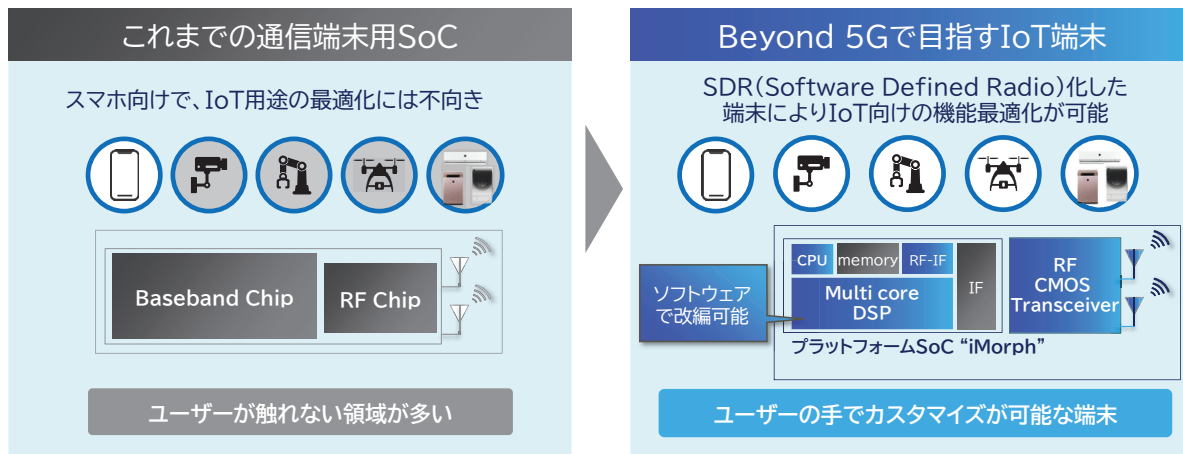 これまでの通信端末用SoC
スマホ向けで、IoT用途の最適化には不向き
Baseband Chip
RF Chip
ユーザーが触れない領域が多い
Beyond 5Gで目指すIoT端末
SDR(Software Defined Radio)化した
端末によりIoT向けの機能最適化が可能
ソフトウェア
で改編可能
CPU
memory
RF-IF
Multi core
DSP
IF
RF
CMOS
Transceiver
プラットフォームSoC “iMorph”
ユーザーの手でカスタマイズが可能な端末